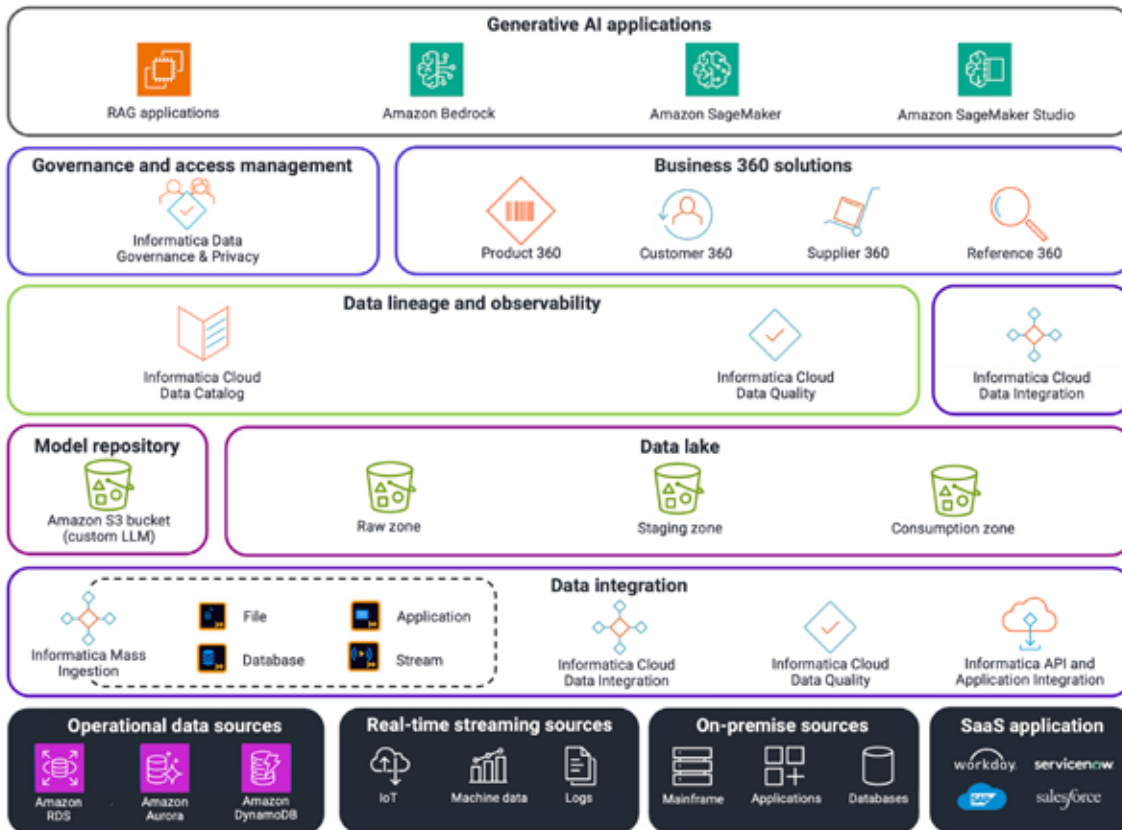 Generative AI applications
RAG applications
Amazon Bedrock
Amazon SageMaker
Amazon SageMaker Studio
Governance and access management
Informatica Data
Governance & Privacy
Business 360 solutions
Product 360
Customer 360
Supplier 360
Reference 360
Data lineage and observability
Informatica Cloud
Data Catalog
Informatica Cloud
Data Quality
Informatica Cloud
Data Integration
Model repository
Amazon S3 bucket
(custom LLM)
Data lake
Raw zone
Staging zone
Consumption zone
Data integration
Informatica Mass
Ingestion
File
Application
Database
Stream
Informatica Cloud
Data Integration
Informatica Cloud
Data Quality
Informatica API and
Application Integration
Operational data sources
Amazon
RDS
Amazon
Aurora
Amazon
DynamoDB
Real-time streaming sources
IoT
Machine data
Logs
On-premise sources
Mainframe
Applications
Databases
SaaS application
workday.
servicenow.
SAP
salesforce